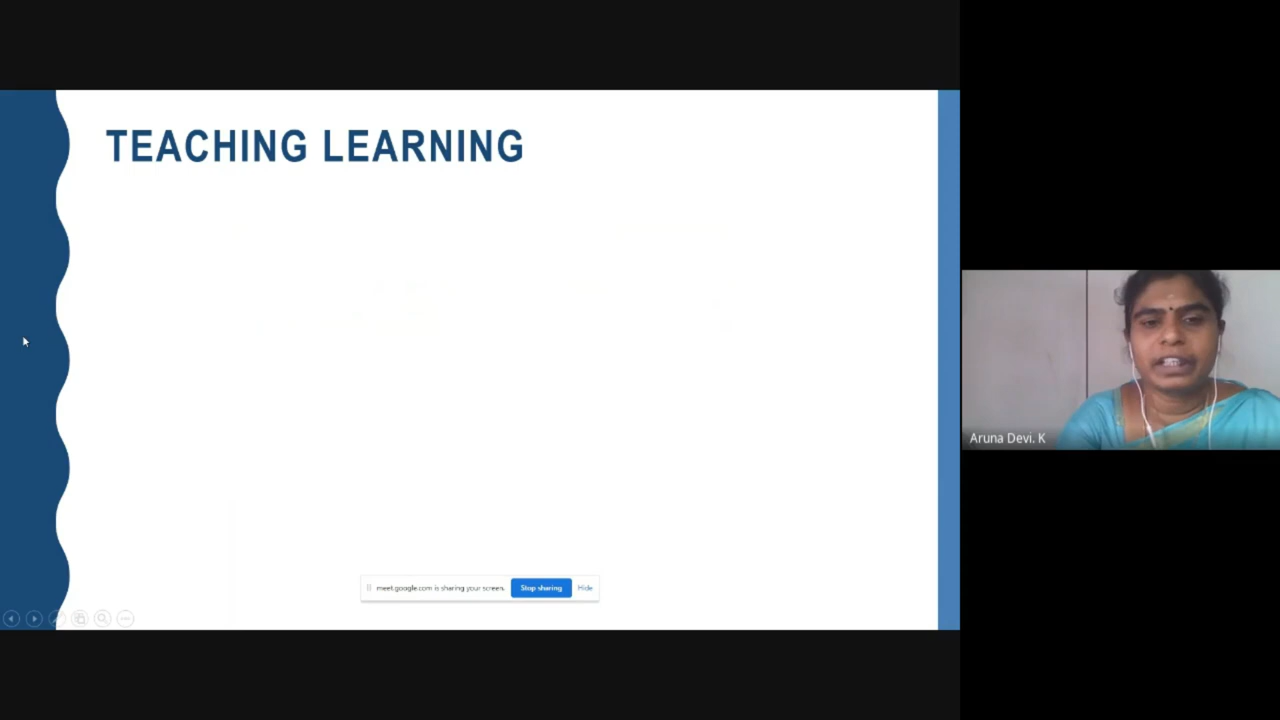 TEACHING LEARNING
Aruna Devi. K
meet.google.com is sharing your screen.
Stop sharing
Hide